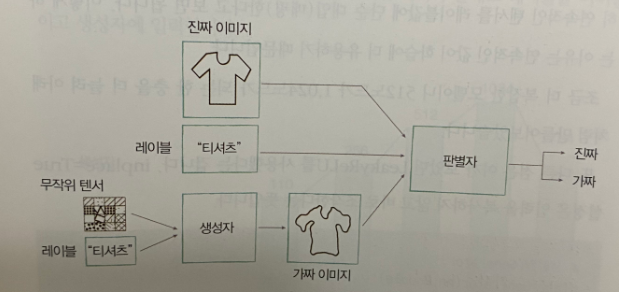 진짜 이미지
레이블
"티셔츠"
판별자
진짜
가짜
무작위 텐서
레이블
"티셔츠"
생성자
가짜 이미지